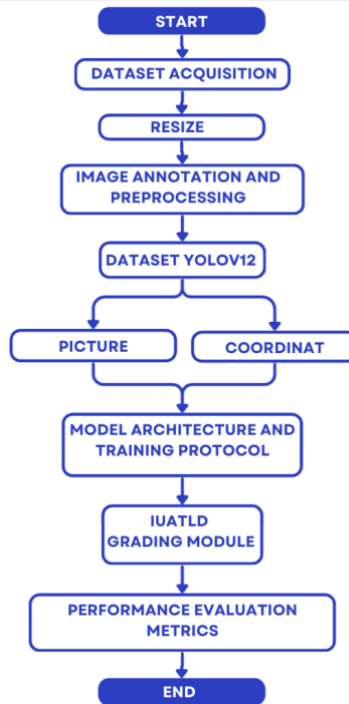 START
DATASET ACQUISITION
RESIZE
IMAGE ANNOTATION AND
PREPROCESSING
DATASET YOLOV12
PICTURE
COORDINAT
MODEL ARCHITECTURE AND
TRAINING PROTOCOL
IUATLD
GRADING MODULE
PERFORMANCE EVALUATION
METRICS
END